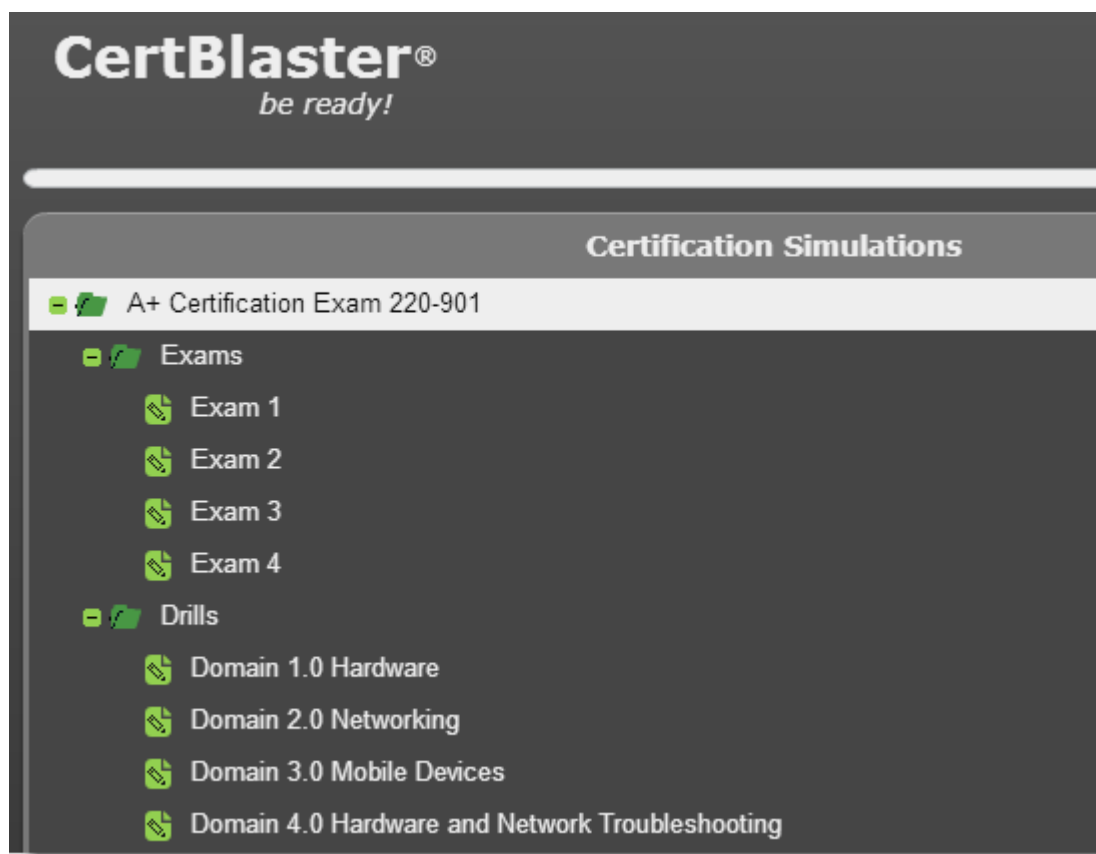 CertBlaster®
be ready!
Certification Simulations
A+ Certification Exam 220-901
Exams
Exam 1
Exam 2
Exam 3
Exam 4
Drills
Domain 1.0 Hardware
Domain 2.0 Networking
Domain 3.0 Mobile Devices
Domain 4.0 Hardware and Network Troubleshooting